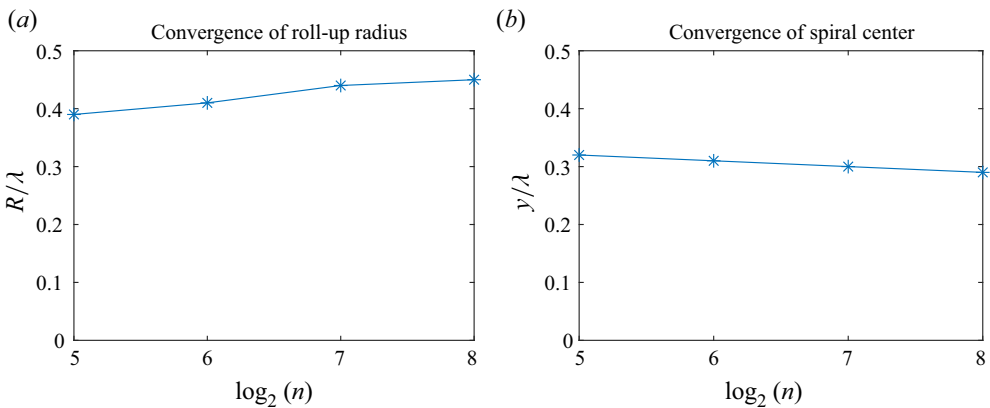 (a)
Convergence of roll-up radius
0.5
0.4
0.3
0.2
0.1
0
R/λ
5 6 7 8
log₂ (n)
(b)
Convergence of spiral center
0.5
0.4
0.3
0.2
0.1
0
y/λ
5 6 7 8
log₂ (n)